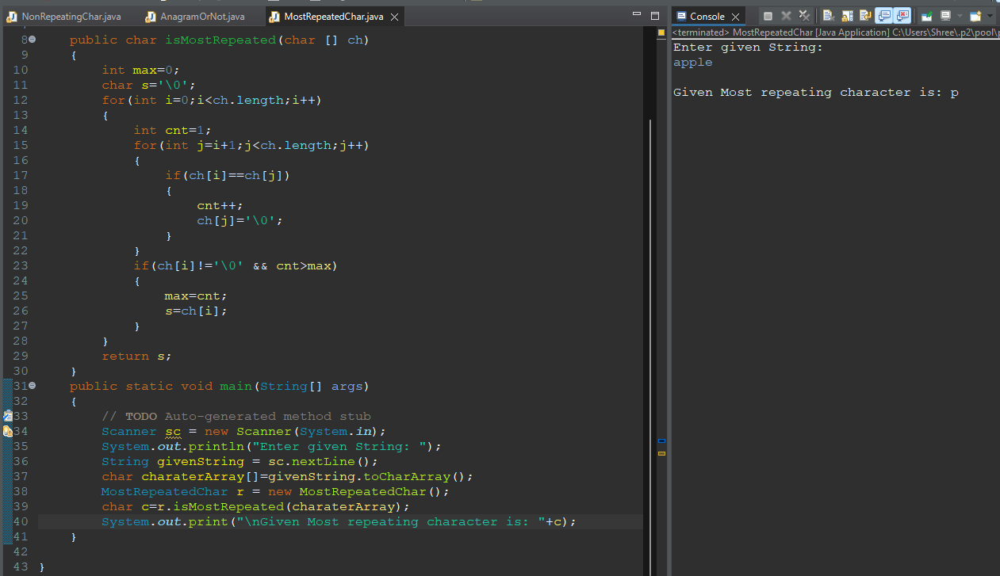 NonRepeatingChar.java AnagramOrNot.java MostRepeatedChar.java
8 public char isMostRepeated(char [] ch)
9 {
10 int max=0;
11 char s='\0';
12 for(int i=0;i<ch.length;i++)
13 {
14 int cnt=1;
15 for(int j=i+1;j<ch.length;j++)
16 {
17 if(ch[i]==ch[j])
18 {
19 cnt++;
20 ch[j]='\0';
21 }
22 }
23 if(ch[i]!='\0' && cnt>max)
24 {
25 max=cnt;
26 s=ch[i];
27 }
28 }
29 return s;
30 }
31 public static void main(String[] args)
32 {
33 // TODO Auto-generated method stub
34 Scanner sc = new Scanner(System.in);
35 System.out.println("Enter given String: ");
36 String givenString = sc.nextLine();
37 char charaterArray[]=givenString.toCharArray();
38 MostRepeatedChar r = new MostRepeatedChar();
39 char c=r.isMostRepeated(charaterArray);
40 System.out.print("\nGiven Most repeating character is: "+c);
41 }
42
43 }
Console
<terminated> MostRepeatedChar [Java Application] C:\Users\Shree\.p2\pool\p
Enter given String:
apple
Given Most repeating character is: p